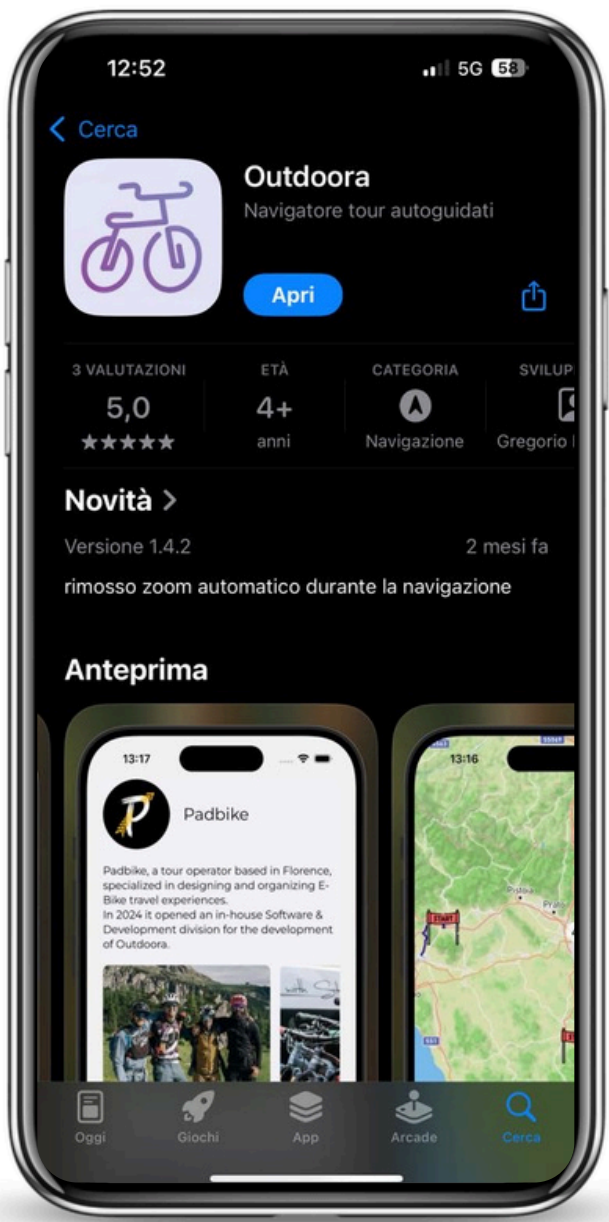 12:52
5G 58
Cerca
Outdoora
Navigatore tour autoguidati
Apri
3 VALUTAZIONI
5,0
ETÀ
4+
anni
CATEGORIA
Navigazione
SVILUP
Gregorio
Novità
Versione 1.4.2
2 mesi fa
rimosso zoom automatico durante la navigazione
Anteprima
13:17
P
Padbike
Padbike, a tour operator based in Florence,
specialized in designing and organizing E-
Bike travel experiences.
In 2024 it opened an in-house Software &
Development division for the development
of Outdoora.
13:16
Pistoia
Prato
START
Oggi
Giochi
App
Arcade
Cerca